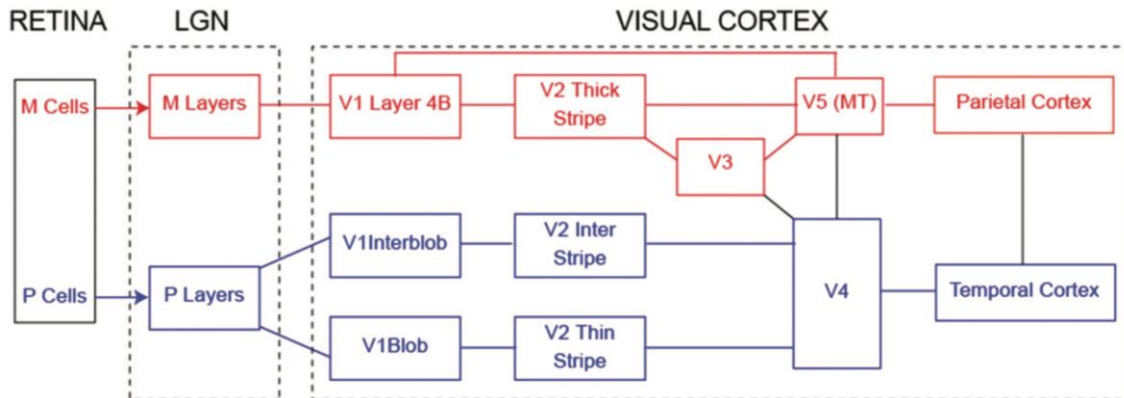 RETINA
LGN
VISUAL CORTEX
M Cells
M Layers
V1 Layer 4B
V2 Thick
Stripe
V5 (MT)
Parietal Cortex
V3
V1Interblob
V2 Inter
Stripe
P Cells
P Layers
V4
Temporal Cortex
V1Blob
V2 Thin
Stripe